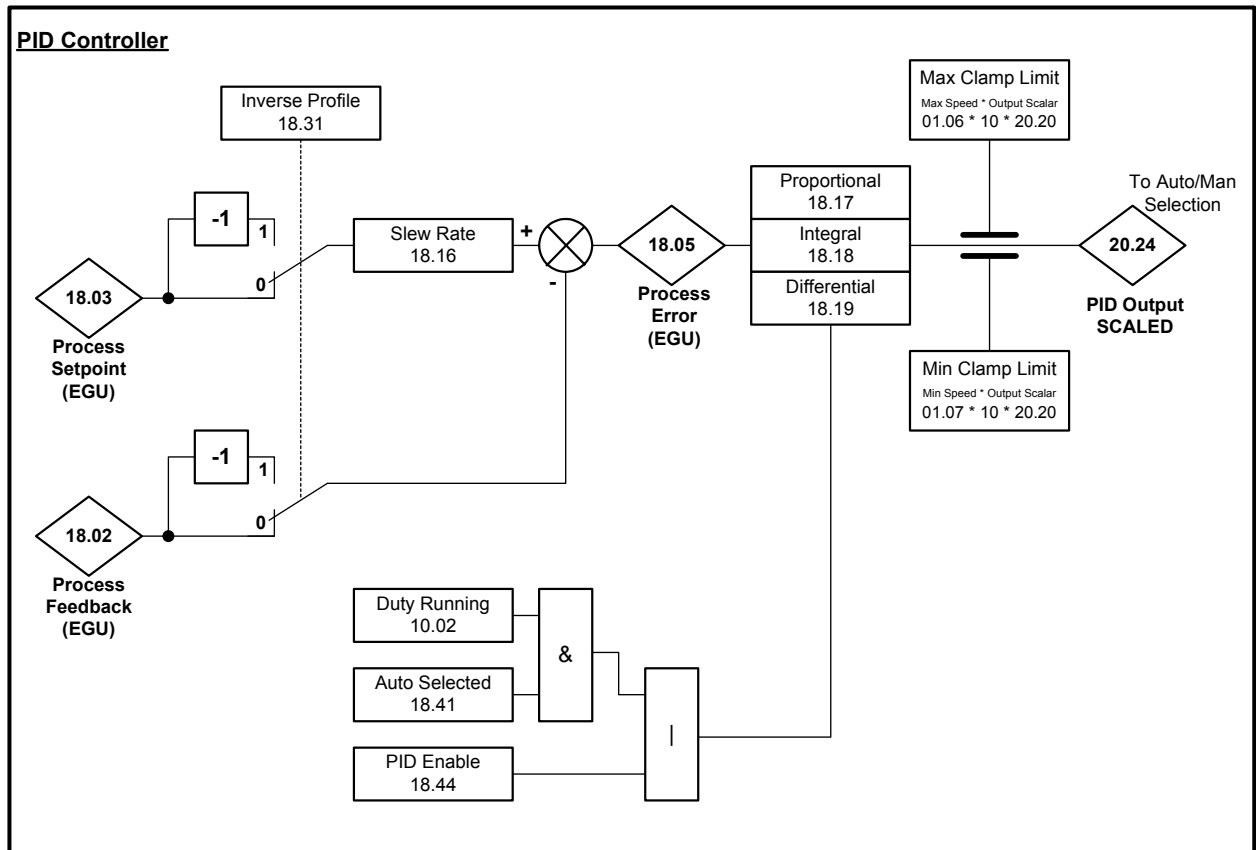 PID Controller
Inverse Profile
18.31
-1
1
0
18.03
Process
Setpoint
(EGU)
Slew Rate
18.16
+
-
18.05
Process
Error
(EGU)
Proportional
18.17
Integral
18.18
Differential
18.19
Max Clamp Limit
Max Speed * Output Scalar
01.06 * 10 * 20.20
To Auto/Man
Selection
20.24
PID Output
SCALED
Min Clamp Limit
Min Speed * Output Scalar
01.07 * 10 * 20.20
-1
1
0
18.02
Process
Feedback
(EGU)
Duty Running
10.02
Auto Selected
18.41
&
PID Enable
18.44
|